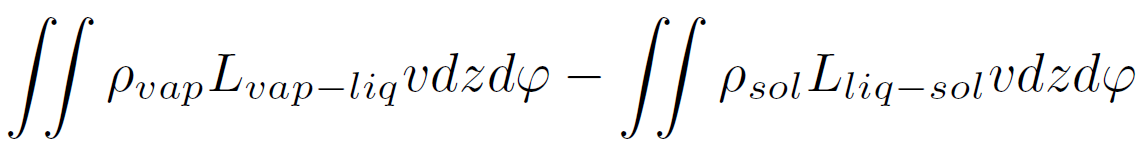 ∬ ρ_{vap} L_{vap−liq} v dz dφ − ∬ ρ_{sol} L_{liq−sol} v dz dφ